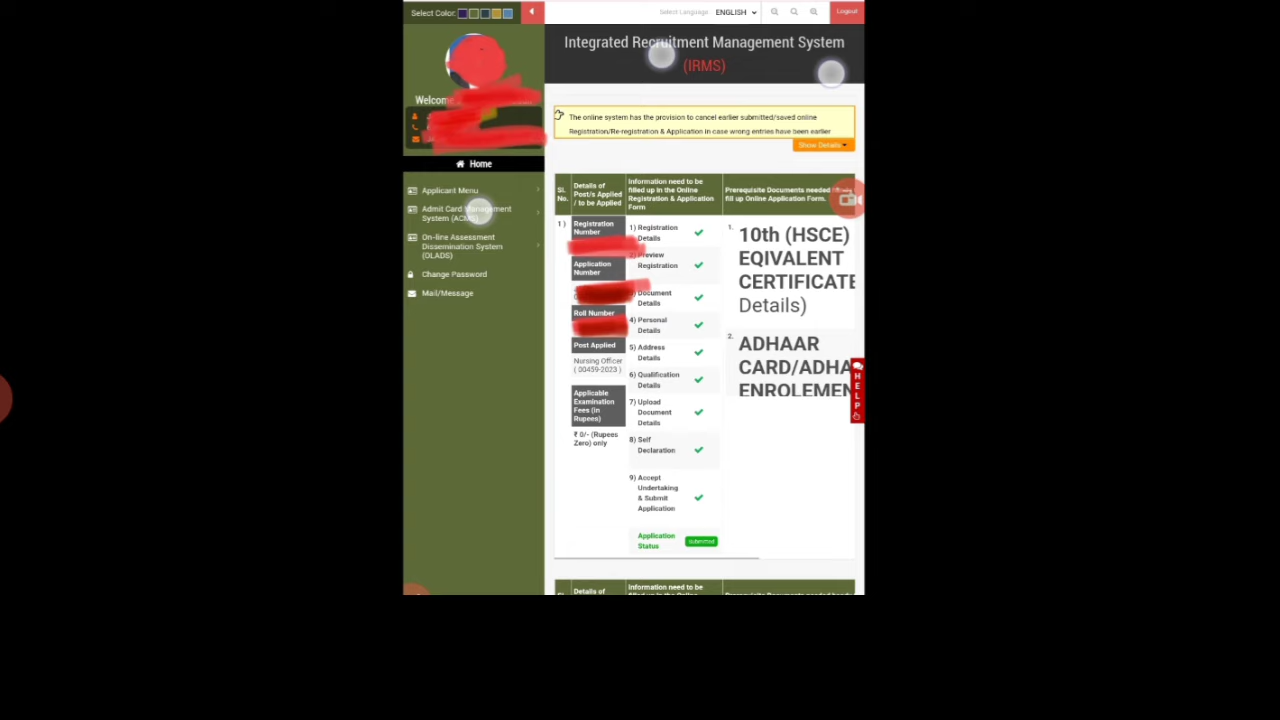 Select Color:
Select Language ENGLISH
Logout
Integrated Recruitment Management System
(IRMS)
Welcome
The online system has the provision to cancel earlier submitted/saved online
Registration/Re-registration & Application in case wrong entries have been earlier
Show Details
Home
Applicant Menu
Admit Card Management
System (ACMS)
On-line Assessment
Dissemination System
(OLADS)
Change Password
Mail/Message
Sl.
No.
Details of
Post/s Applied
/ to be Applied
Information need to be
filled up in the Online
Registration & Application
Form
Prerequisite Documents needed
fill up Online Application Form.
1 )
Registration
Number
Application
Number
Roll Number
Post Applied
Nursing Officer
( 00459-2023 )
Applicable
Examination
Fees (In
Rupees)
₹ 0/- (Rupees
Zero) only
1) Registration
Details
2) Preview
Registration
Document
Details
4) Personal
Details
5) Address
Details
6) Qualification
Details
7) Upload
Document
Details
8) Self
Declaration
9) Accept
Undertaking
& Submit
Application
Application
Status
submitted
1. 10th (HSCE)
EQIVALENT
CERTIFICATE
Details)
2. ADHAAR
CARD/ADHA
ENROLEMEN
HELP
Details of
Information need to be